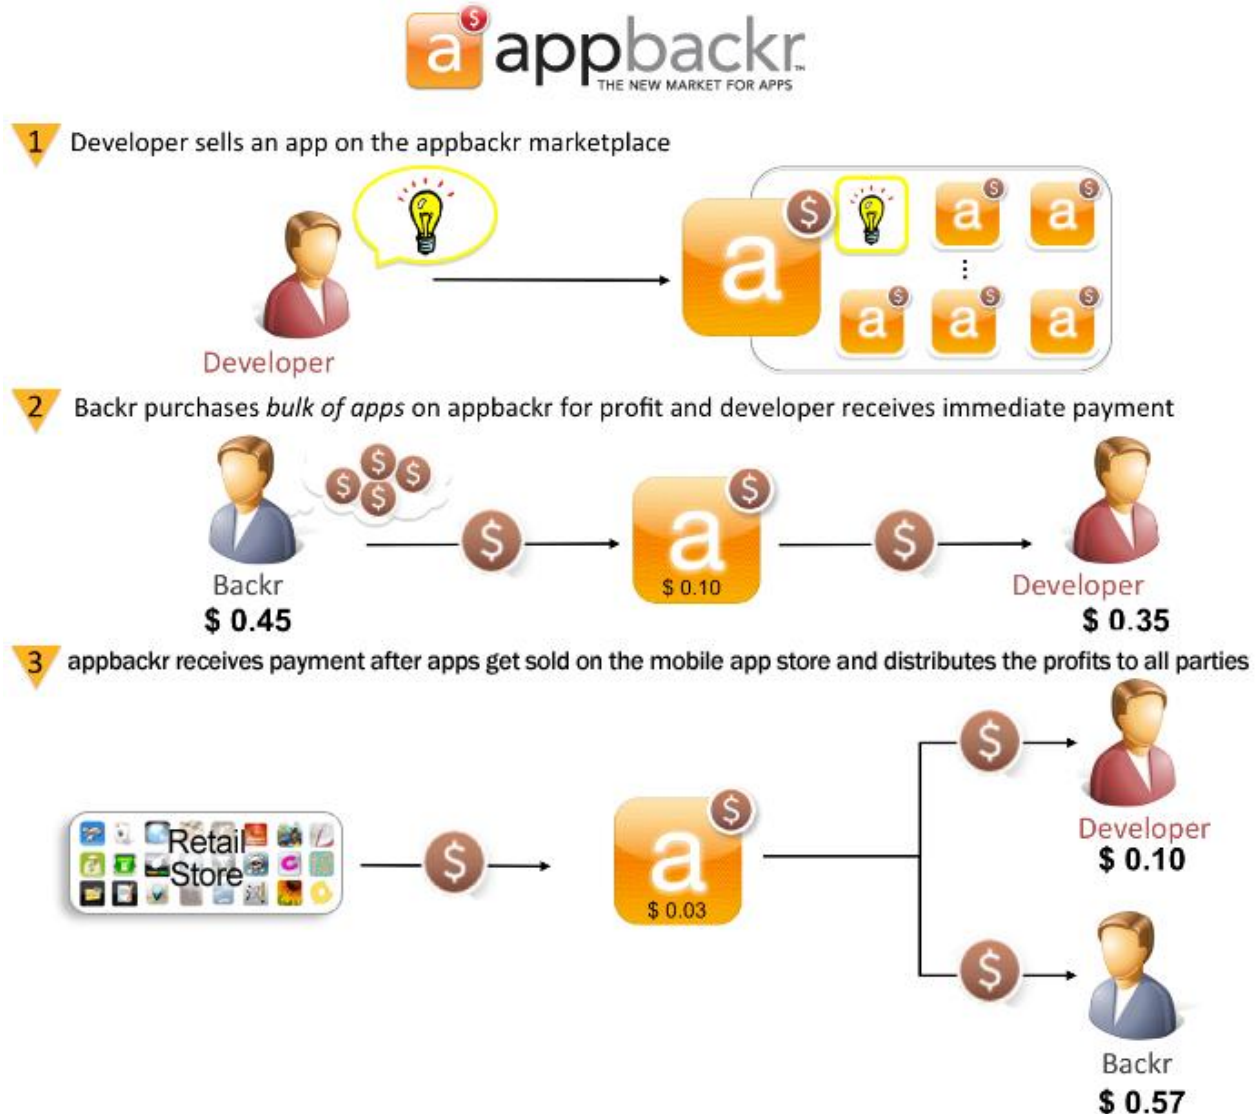 a $ appbackr™
THE NEW MARKET FOR APPS
1 Developer sells an app on the appbackr marketplace
a $ a $ a $
Developer
a $ a $ a $
2 Backr purchases bulk of apps on appbackr for profit and developer receives immediate payment
$ $ $ $
$ a $ $
$ 0.10
Backr
Developer
$ 0.45
$ 0.35
3 appbackr receives payment after apps get sold on the mobile app store and distributes the profits to all parties
$
Retail
Store
$ a $
$ 0.03
Developer
$ 0.10
$
Backr
$ 0.57